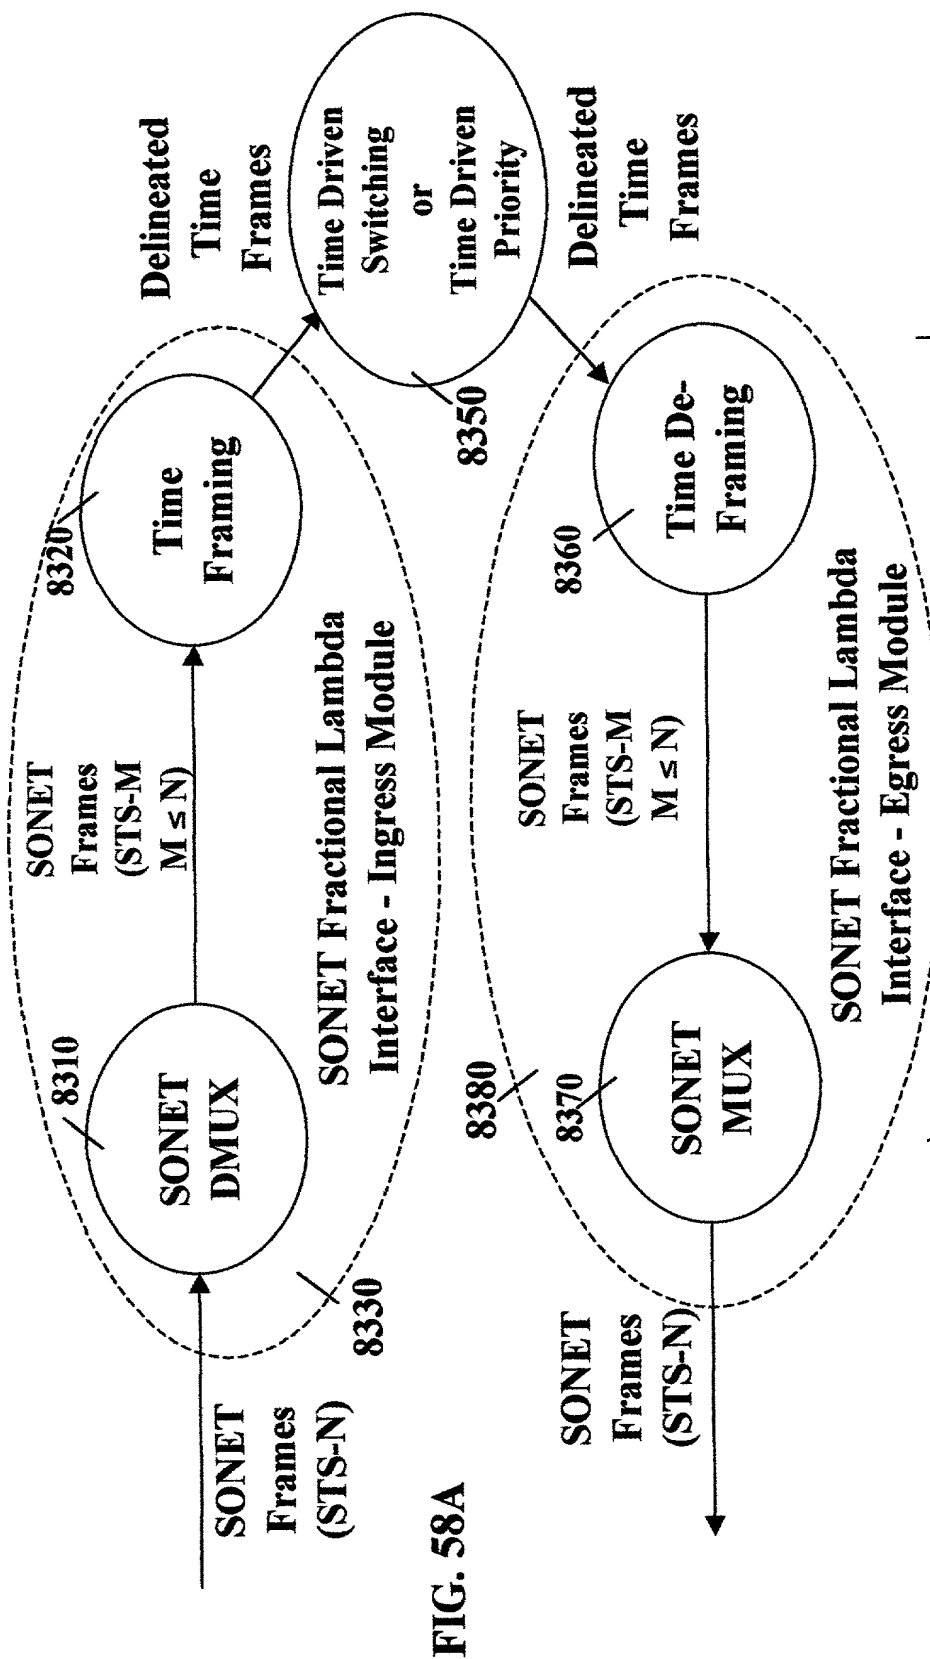 SONET
Frames
(STS-N)
8310
SONET
DMUX
8330
SONET
Frames
(STS-M
M ≤ N)
8320
Time
Framing
SONET Fractional Lambda
Interface - Ingress Module
Delineated
Time
Frames
Time Driven
Switching
or
Time Driven
Priority
8350
Delineated
Time
Frames
8360
Time De-
Framing
SONET
Frames
(STS-M
M ≤ N)
8380
8370
SONET
MUX
SONET Fractional Lambda
Interface - Egress Module
SONET
Frames
(STS-N)
FIG. 58A